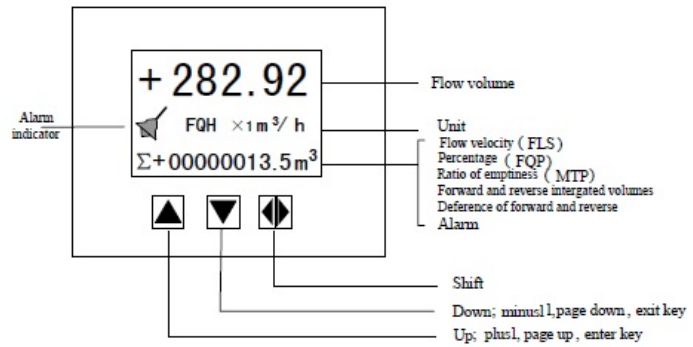 +282.92
Flow volume
Alarm
indicator
FQH ×1m³/h
Unit
Σ+00000013.5m³
Flow velocity ( FLS )
Percentage ( FQP )
Ratio of emptiness ( MTP )
Forward and reverse intergated volumes
Deference of forward and reverse
Alarm
Shift
Down; minusl l,page down , exit key
Up; plusl, page up , enter key